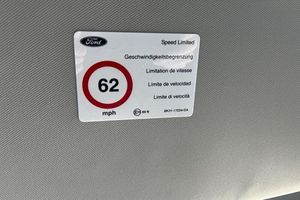 Ford
Speed Limited
Geschwindigkeitsbegrenzung
Limitation de vitesse
62
Limite de velocidad
Limite di velocità
mph